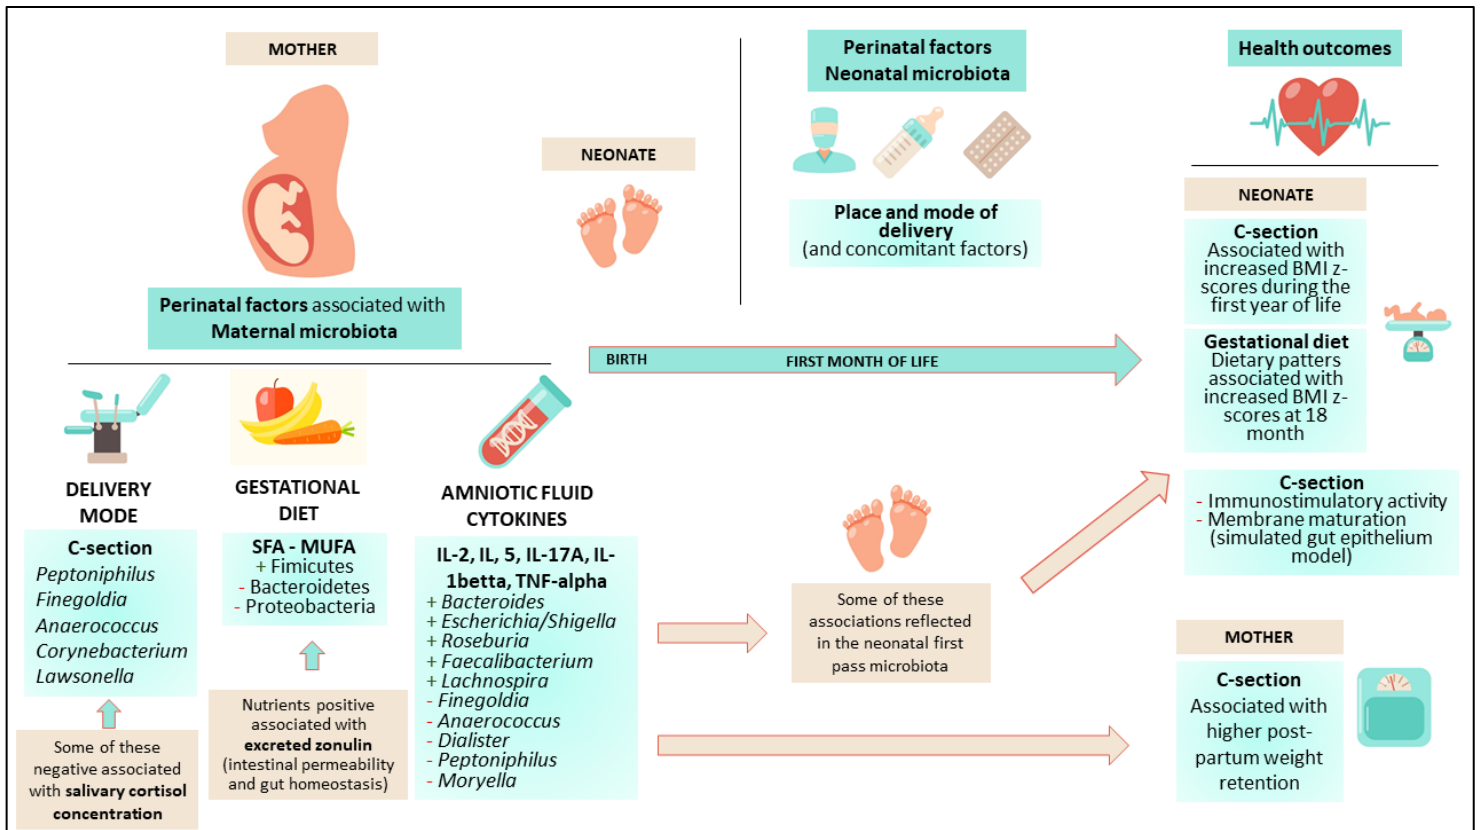 MOTHER
NEONATE
Perinatal factors associated with
Maternal microbiota
DELIVERY
MODE
C-section
Peptoniphilus
Finegoldia
Anaerococcus
Corynebacterium
Lawsonella
Some of these
negative associated
with salivary cortisol
concentration
GESTATIONAL
DIET
SFA - MUFA
+ Fimicutes
- Bacteroidetes
- Proteobacteria
Nutrients positive
associated with
excreted zonulin
(intestinal permeability
and gut homeostasis)
AMNIOTIC FLUID
CYTOKINES
IL-2, IL, 5, IL-17A, IL-
1betta, TNF-alpha
+ Bacteroides
+ Escherichia/Shigella
+ Roseburia
+ Faecalibacterium
+ Lachnospira
- Finegoldia
- Anaerococcus
- Dialister
- Peptoniphilus
- Moryella
Perinatal factors
Neonatal microbiota
Place and mode of
delivery
(and concomitant factors)
BIRTH FIRST MONTH OF LIFE
Some of these
associations reflected
in the neonatal first
pass microbiota
Health outcomes
NEONATE
C-section
Associated with
increased BMI z-
scores during the
first year of life
Gestational diet
Dietary patters
associated with
increased BMI z-
scores at 18
month
C-section
- Immunostimulatory activity
- Membrane maturation
(simulated gut epithelium
model)
MOTHER
C-section
Associated with
higher post-
partum weight
retention